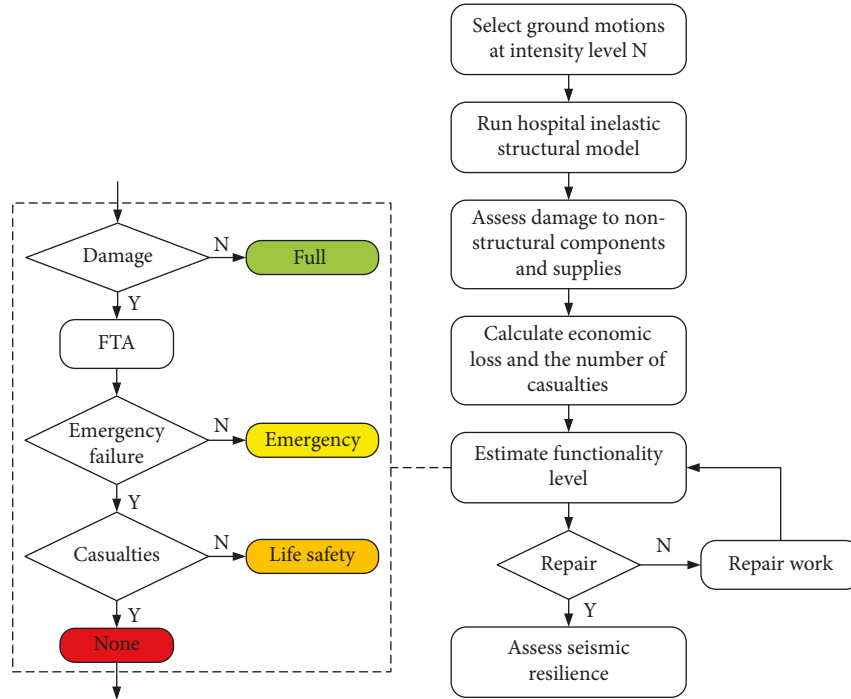 Select ground motions
at intensity level N
Run hospital inelastic
structural model
Assess damage to non-
structural components
and supplies
Calculate economic
loss and the number of
casualties
Estimate functionality
level
Repair
N
Repair work
Y
Assess seismic
resilience
Damage
N
Full
Y
FTA
Emergency
failure
N
Emergency
Y
Casualties
N
Life safety
Y
None